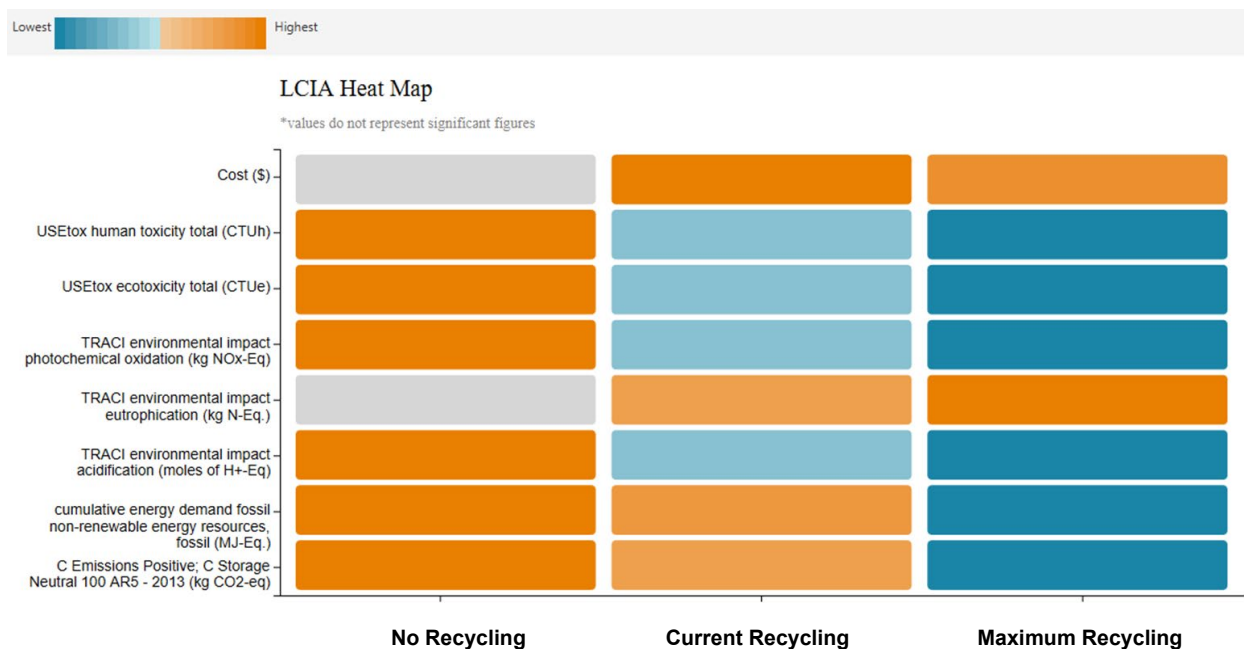 Lowest
Highest
LCIA Heat Map
*values do not represent significant figures
Cost ($)
USEtox human toxicity total (CTUh)
USEtox ecotoxicity total (CTUe)
TRACI environmental impact
photochemical oxidation (kg NOx-Eq)
TRACI environmental impact
eutrophication (kg N-Eq.)
TRACI environmental impact
acidification (moles of H+-Eq)
cumulative energy demand fossil
non-renewable energy resources,
fossil (MJ-Eq.)
C Emissions Positive; C Storage
Neutral 100 AR5 - 2013 (kg CO2-eq)
No Recycling
Current Recycling
Maximum Recycling